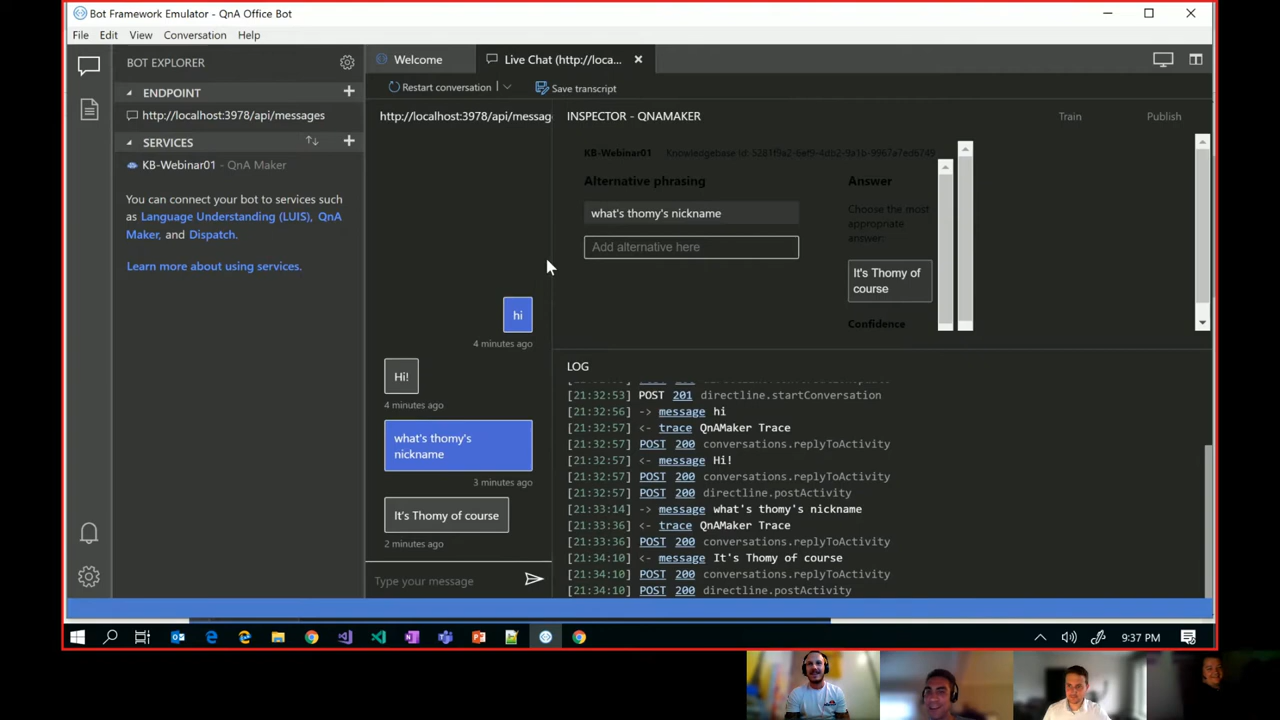 Bot Framework Emulator - QnA Office Bot
File Edit View Conversation Help
BOT EXPLORER
ENDPOINT
http://localhost:3978/api/messages
SERVICES
KB-Webinar01 - QnA Maker
You can connect your bot to services such
as Language Understanding (LUIS), QnA
Maker, and Dispatch.
Learn more about using services.
Welcome
Live Chat (http://loca...
Restart conversation
Save transcript
http://localhost:3978/api/messag
hi
4 minutes ago
Hi!
4 minutes ago
what's thomy's
nickname
3 minutes ago
It's Thomy of course
2 minutes ago
Type your message
INSPECTOR - QNAMAKER
Train
Publish
KB-Webinar01
Knowledgebase Id:
Alternative phrasing
what's thomy's nickname
Add alternative here
Answer
Choose the most
appropriate
answer:
It's Thomy of
course
Confidence
LOG
[21:32:53] POST 201 directline.startConversation
[21:32:56] -> message hi
[21:32:57] <- trace QnAMaker Trace
[21:32:57] POST 200 conversations.replyToActivity
[21:32:57] <- message Hi!
[21:32:57] POST 200 conversations.replyToActivity
[21:32:57] POST 200 directline.postActivity
[21:33:14] -> message what's thomy's nickname
[21:33:36] <- trace QnAMaker Trace
[21:33:36] POST 200 conversations.replyToActivity
[21:34:10] <- message It's Thomy of course
[21:34:10] POST 200 conversations.replyToActivity
[21:34:10] POST 200 directline.postActivity
9:37 PM